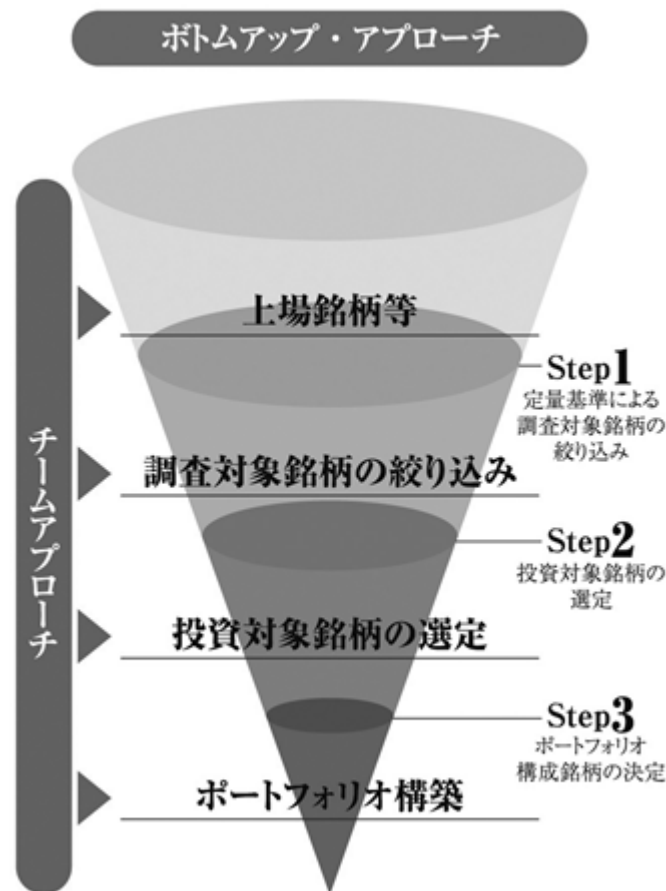 ボトムアップ・アプローチ
チームアプローチ
上場銘柄等
Step1
定量基準による
調査対象銘柄の
絞り込み
調査対象銘柄の絞り込み
Step2
投資対象銘柄の
選定
投資対象銘柄の選定
Step3
ポートフォリオ
構成銘柄の決定
ポートフォリオ構築